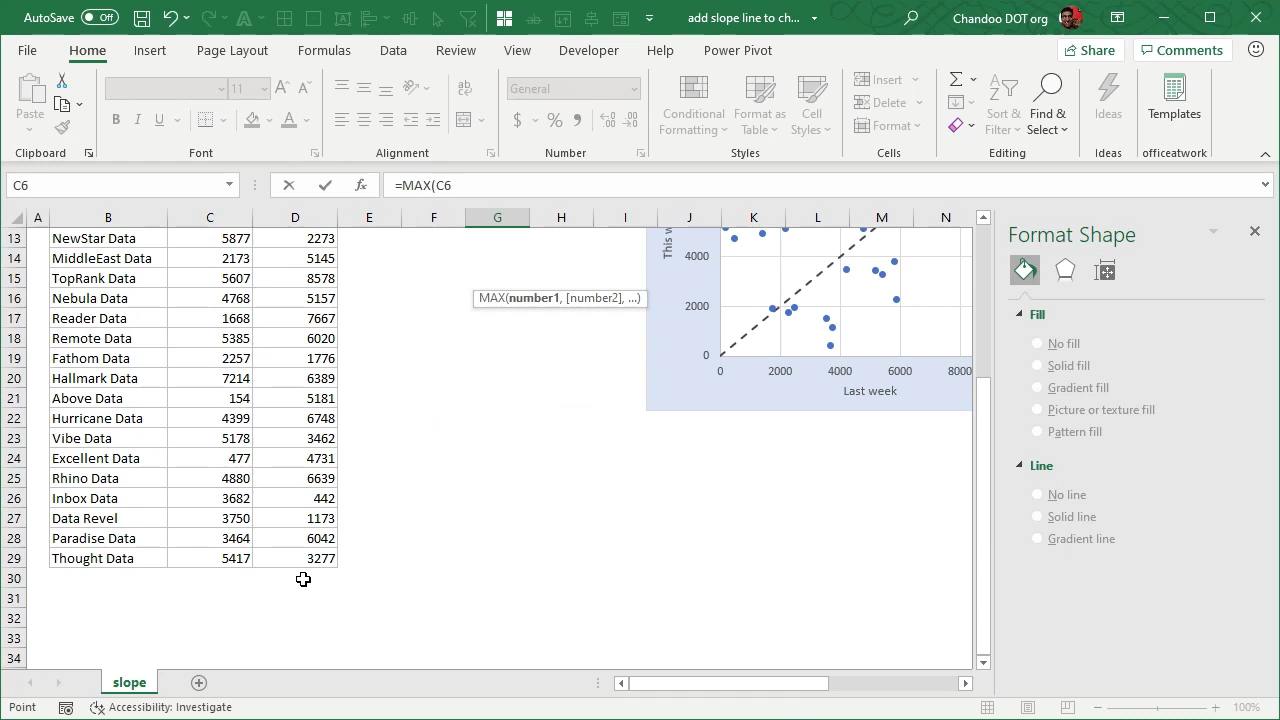 AutoSave Off add slope line to ch... Chandoo DOT org
File Home Insert Page Layout Formulas Data Review View Developer Help Power Pivot Share Comments
Paste
11
General
Conditional Formatting
Format as Table
Cell Styles
Insert
Delete
Format
Sort & Filter
Find & Select
Ideas
Templates
Clipboard Font Alignment Number Styles Cells Editing Ideas officeatwork
C6 =MAX(C6
A B C D E F G H I J K L M N
13 NewStar Data 5877 2273
14 MiddleEast Data 2173 5145
15 TopRank Data 5607 8578
16 Nebula Data 4768 5157
17 Reader Data 1668 7667
18 Remote Data 5385 6020
19 Fathom Data 2257 1776
20 Hallmark Data 7214 6389
21 Above Data 154 5181
22 Hurricane Data 4399 6748
23 Vibe Data 5178 3462
24 Excellent Data 477 4731
25 Rhino Data 4880 6639
26 Inbox Data 3682 442
27 Data Revel 3750 1173
28 Paradise Data 3464 6042
29 Thought Data 5417 3277
30
31
32
33
34
MAX(number1, [number2], ...)
This w
4000
2000
0
0 2000 4000 6000 8000
Last week
Format Shape
Fill
No fill
Solid fill
Gradient fill
Picture or texture fill
Pattern fill
Line
No line
Solid line
Gradient line
slope
Point Accessibility: Investigate 100%